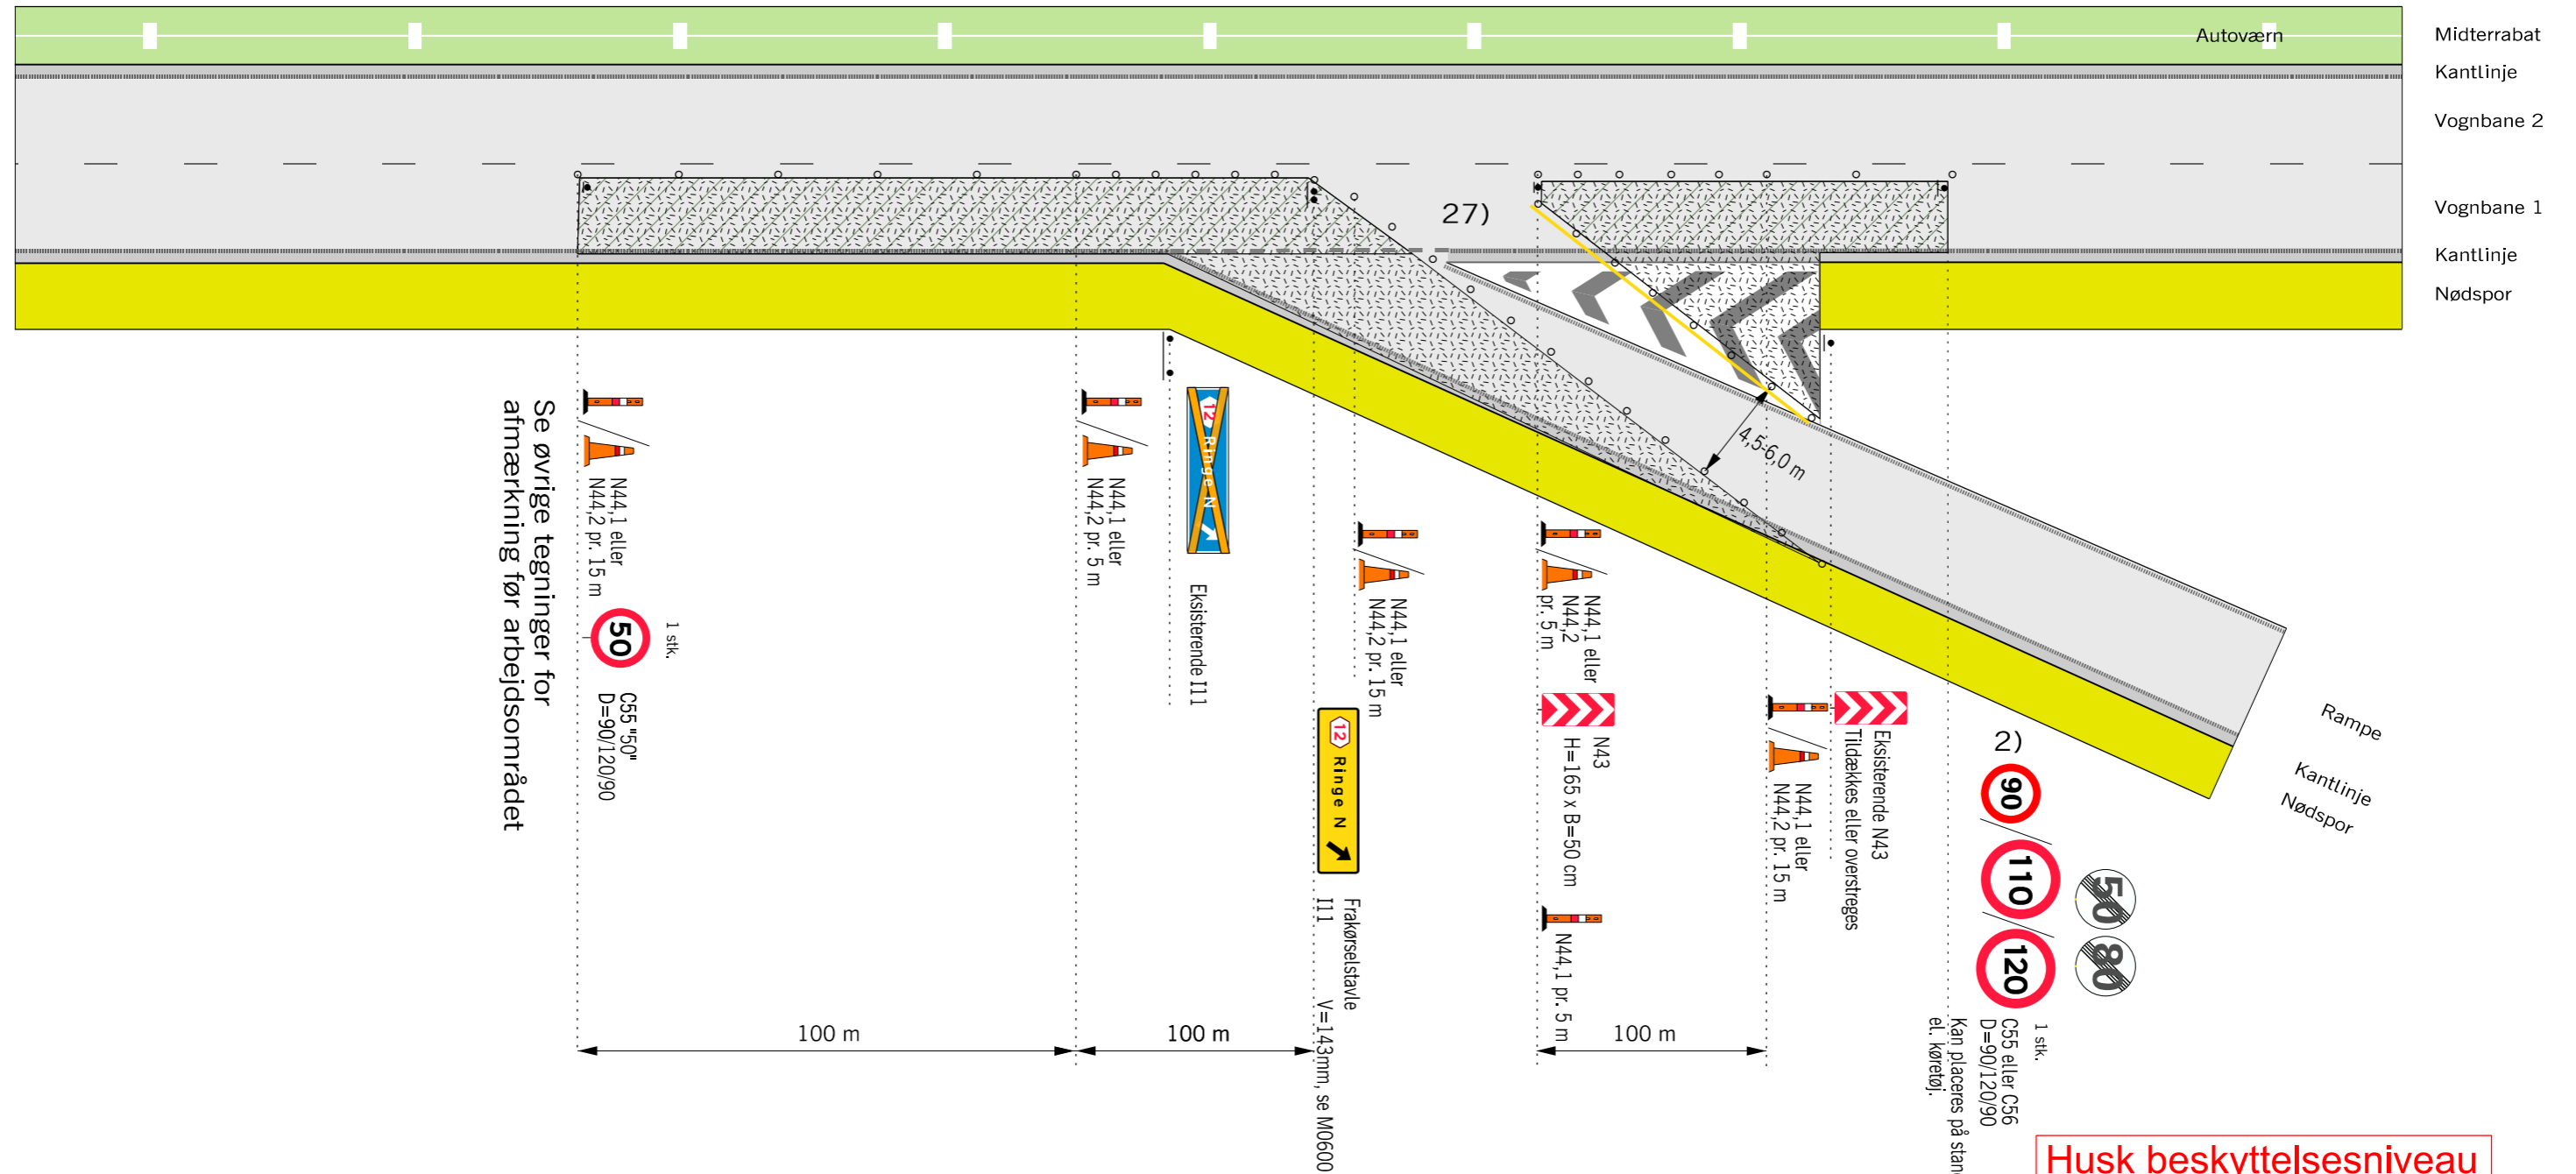 Autoværn
Midterrabat
Kantlinje
Vognbane 2
Vognbane 1
Kantlinje
Nødspor
27)
4,5-6,0 m
Rampe
Kantlinje
Nødspor
Se øvrige tegninger for
afmærkning før arbejdsområdet
N44,1 eller
N44,2 pr. 15 m
50
1 stk.
C55 "50"
D=90/120/90
N44,1 eller
N44,2 pr. 5 m
12 Ringe N
Eksisterende I11
N44,1 eller
N44,2 pr. 15 m
12 Ringe N
Frakørselstavle
I11 V=143mm, se M0600
N44,1 eller
N44,2
pr. 5 m
N43
H=165 x B=50 cm
N44,1 pr. 5 m
N44,1 eller
N44,2 pr. 15 m
Eksisterende N43
Tildækkes eller overstreges
2)
90
110
120
50
80
1 stk.
C55 eller C56
D=90/120/90
Kan placeres på
el. køretøj.
100 m
100 m
100 m
Husk beskyttelsesniveau